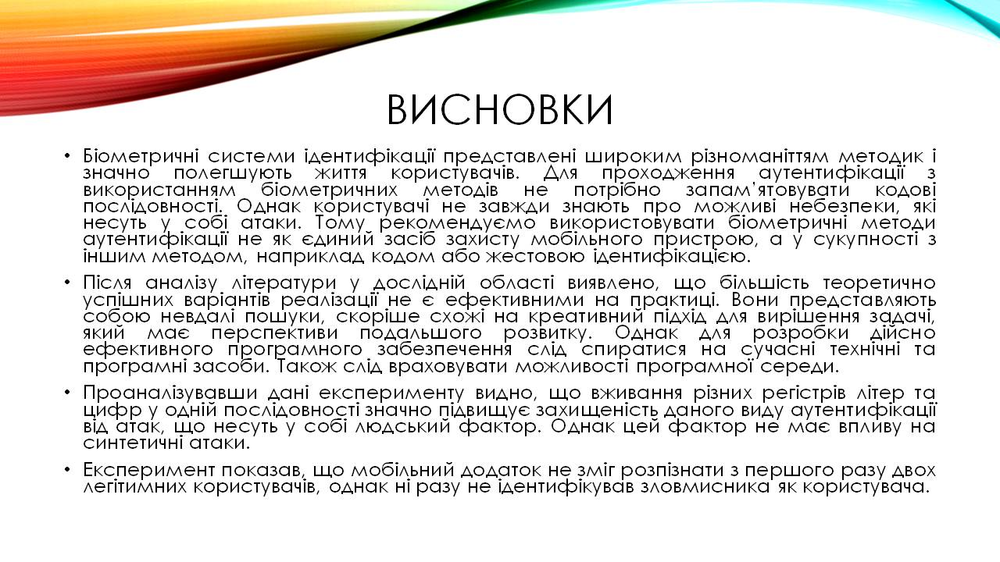 ВИСНОВКИ
• Біометричні системи ідентифікації представлені широким різноманіттям методик і
значно полегшують життя користувачів. Для проходження аутентифікації з
використанням біометричних методів не потрібно запам'ятовувати кодові
послідовності. Однак користувачі не завжди знають про можливі небезпеки, які
несуть у собі атаки. Тому рекомендуємо використовувати біометричні методи
аутентифікації не як єдиний засіб захисту мобільного пристрою, а у сукупності з
іншим методом, наприклад кодом або жестовою ідентифікацією.
• Після аналізу літератури у дослідній області виявлено, що більшість теоретично
успішних варіантів реалізації не є ефективними на практиці. Вони представляють
собою невдалі пошуки, скоріше схожі на креативний підхід для вирішення задачі,
який має перспективи подальшого розвитку. Однак для розробки дійсно
ефективного програмного забезпечення слід спиратися на сучасні технічні та
програмні засоби. Також слід враховувати можливості програмної середи.
• Проаналізувавши дані експерименту видно, що вживання різних регістрів літер та
цифр у одній послідовності значно підвищує захищеність даного виду аутентифікації
від атак, що несуть у собі людський фактор. Однак цей фактор не має впливу на
синтетичні атаки.
• Експеримент показав, що мобільний додаток не зміг розпізнати з першого разу двох
легітимних користувачів, однак ні разу не ідентифікував зловмисника як користувача.